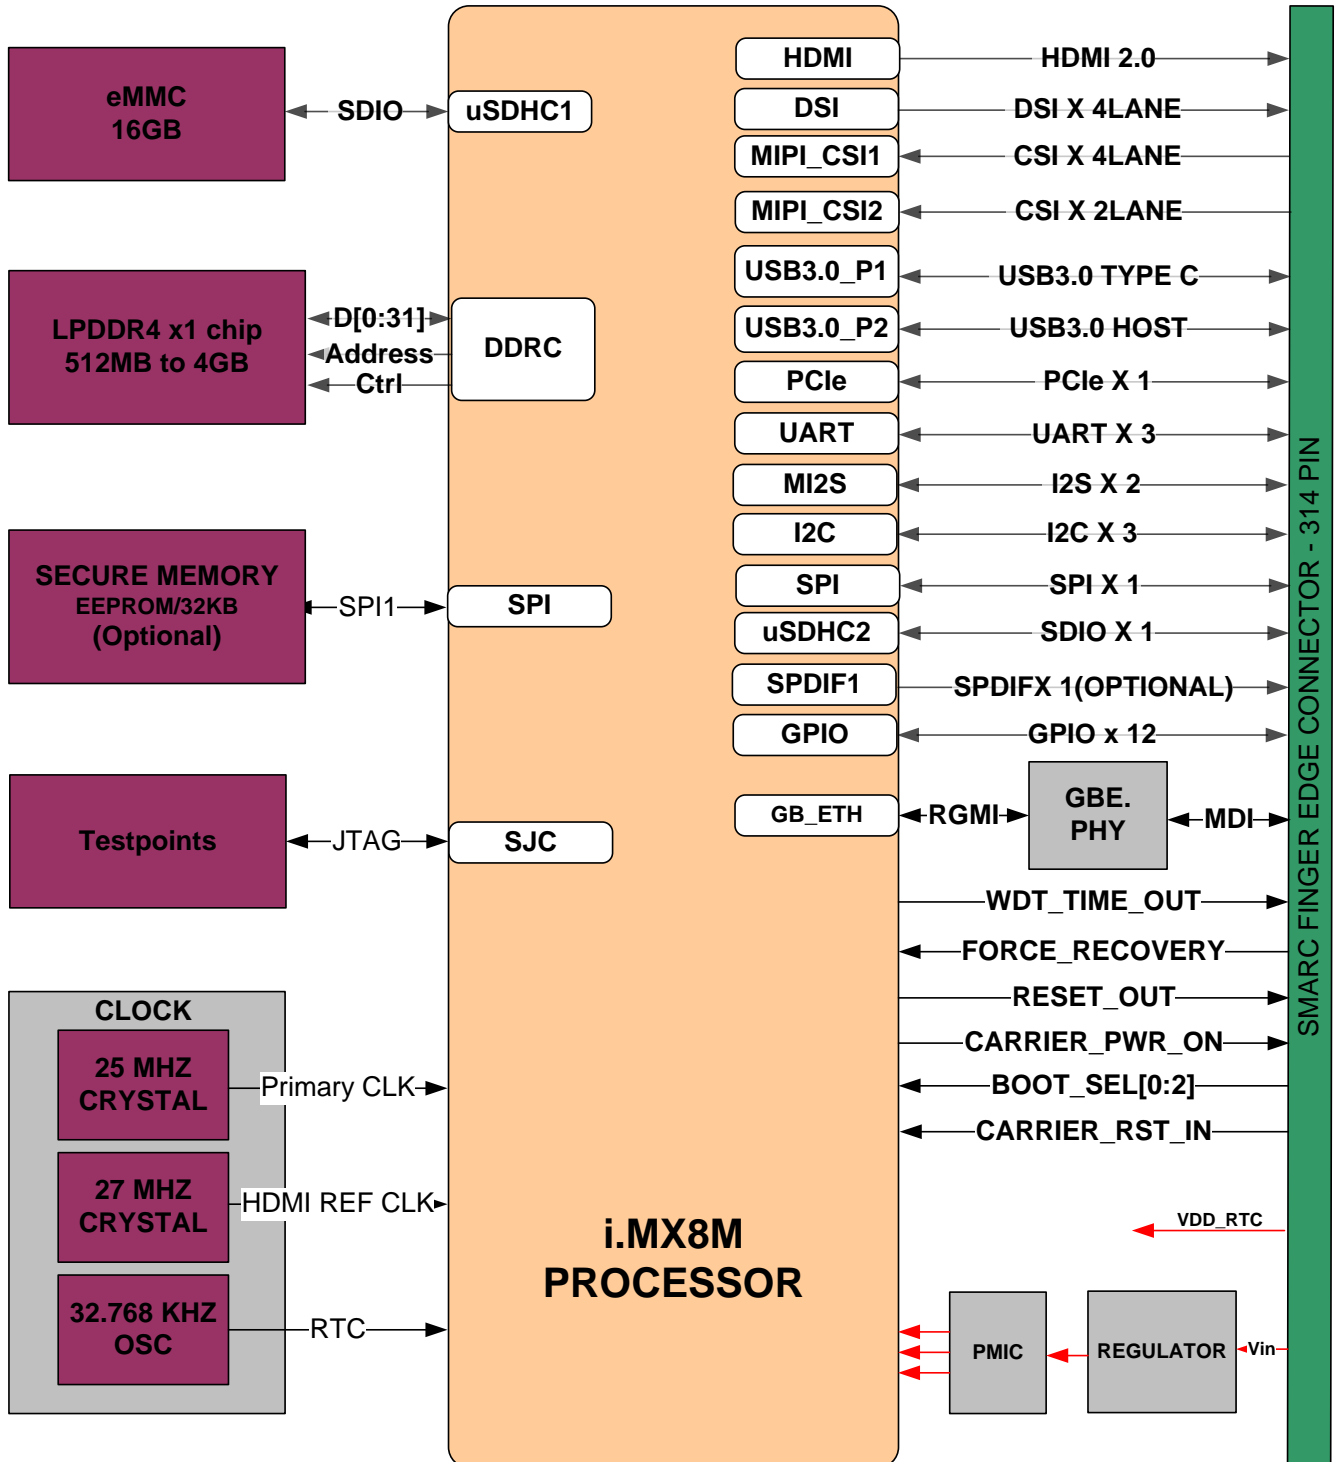 eMMC
16GB
SDIO
uSDHC1
LPDDR4 x1 chip
512MB to 4GB
D[0:31]
Address
Ctrl
DDRC
SECURE MEMORY
EEPROM/32KB
(Optional)
SPI1
SPI
Testpoints
JTAG
SJC
CLOCK
25 MHZ
CRYSTAL
Primary CLK
27 MHZ
CRYSTAL
HDMI REF CLK
32.768 KHZ
OSC
RTC
i.MX8M
PROCESSOR
HDMI
HDMI 2.0
DSI
DSI X 4LANE
MIPI_CSI1
CSI X 4LANE
MIPI_CSI2
CSI X 2LANE
USB3.0_P1
USB3.0 TYPE C
USB3.0_P2
USB3.0 HOST
PCIe
PCIe X 1
UART
UART X 3
MI2S
I2S X 2
I2C
I2C X 3
SPI
SPI X 1
uSDHC2
SDIO X 1
SPDIF1
SPDIFX 1(OPTIONAL)
GPIO
GPIO x 12
GB_ETH
RGMI
GBE.
PHY
MDI
WDT_TIME_OUT
FORCE_RECOVERY
RESET_OUT
CARRIER_PWR_ON
BOOT_SEL[0:2]
CARRIER_RST_IN
VDD_RTC
PMIC
REGULATOR
Vin
SMARC FINGER EDGE CONNECTOR - 314 PIN